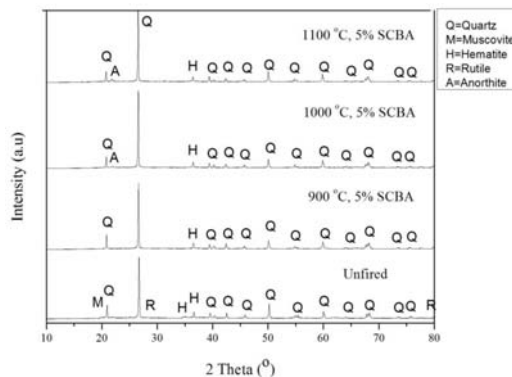 Q
1100 °C, 5% SCBA
Q A H Q Q Q Q Q Q Q Q Q Q
1000 °C, 5% SCBA
Q A H Q Q Q Q Q Q Q Q Q Q
900 °C, 5% SCBA
Q H Q Q Q Q Q Q Q Q Q Q
Unfired
M Q R H H Q Q Q Q Q Q Q Q Q Q R
10 20 30 40 50 60 70 80
2 Theta (°)
Intensity (a.u)
Q=Quartz
M=Muscovite
H=Hematite
R=Rutile
A=Anorthite